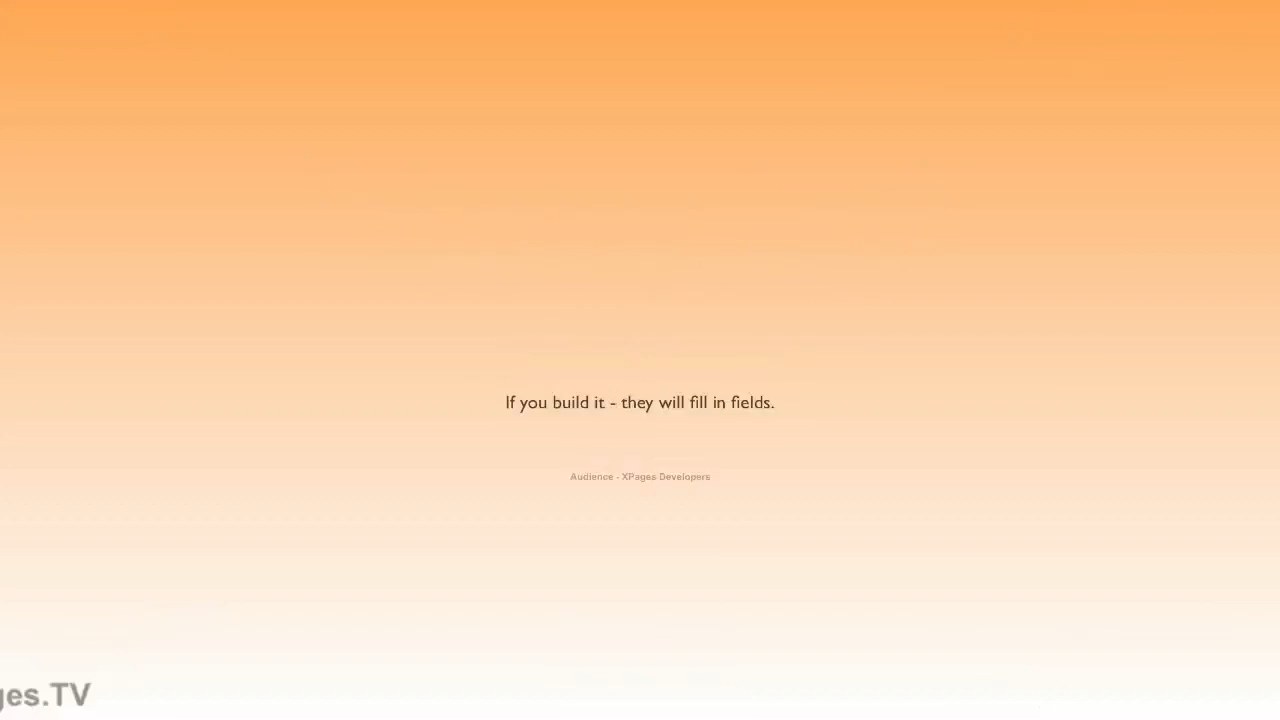 If you build it - they will fill in fields.
Audience - XPages Developers
ges.TV